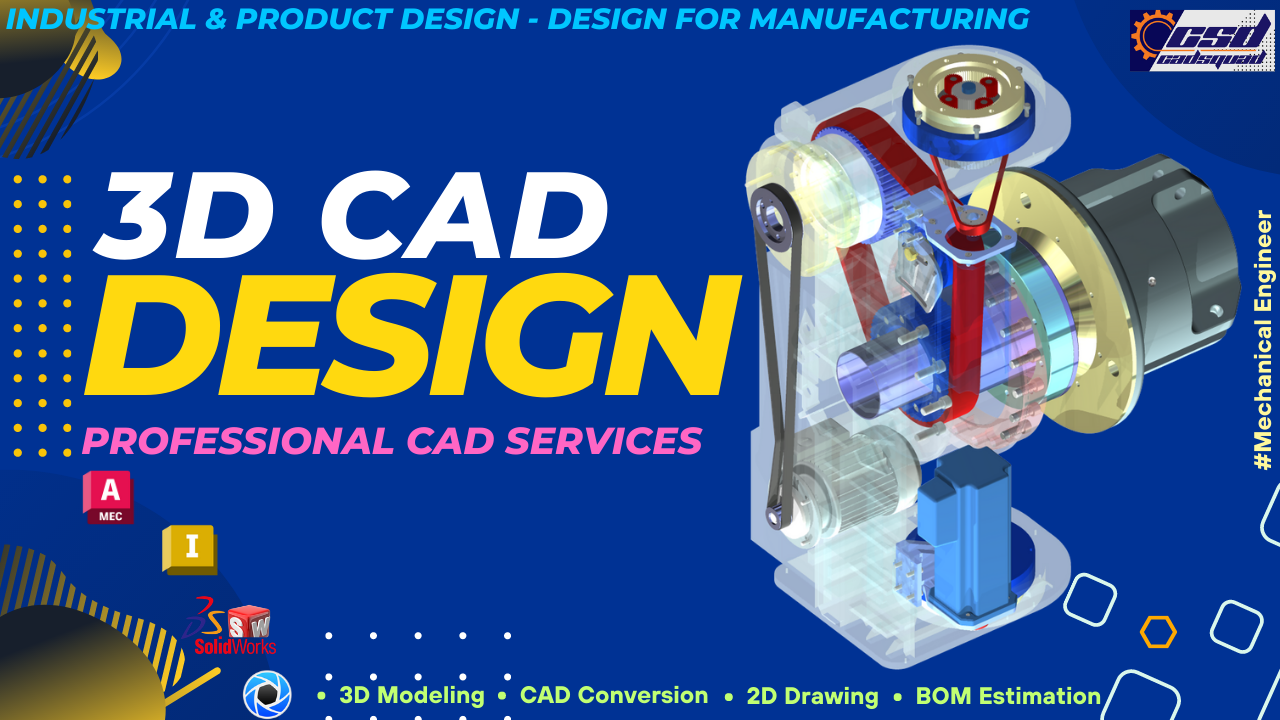 INDUSTRIAL & PRODUCT DESIGN - DESIGN FOR MANUFACTURING
csd
cadsquad
3D CAD
DESIGN
PROFESSIONAL CAD SERVICES
#Mechanical Engineer
A
MEC
I
SW
SolidWorks
• 3D Modeling • CAD Conversion • 2D Drawing • BOM Estimation